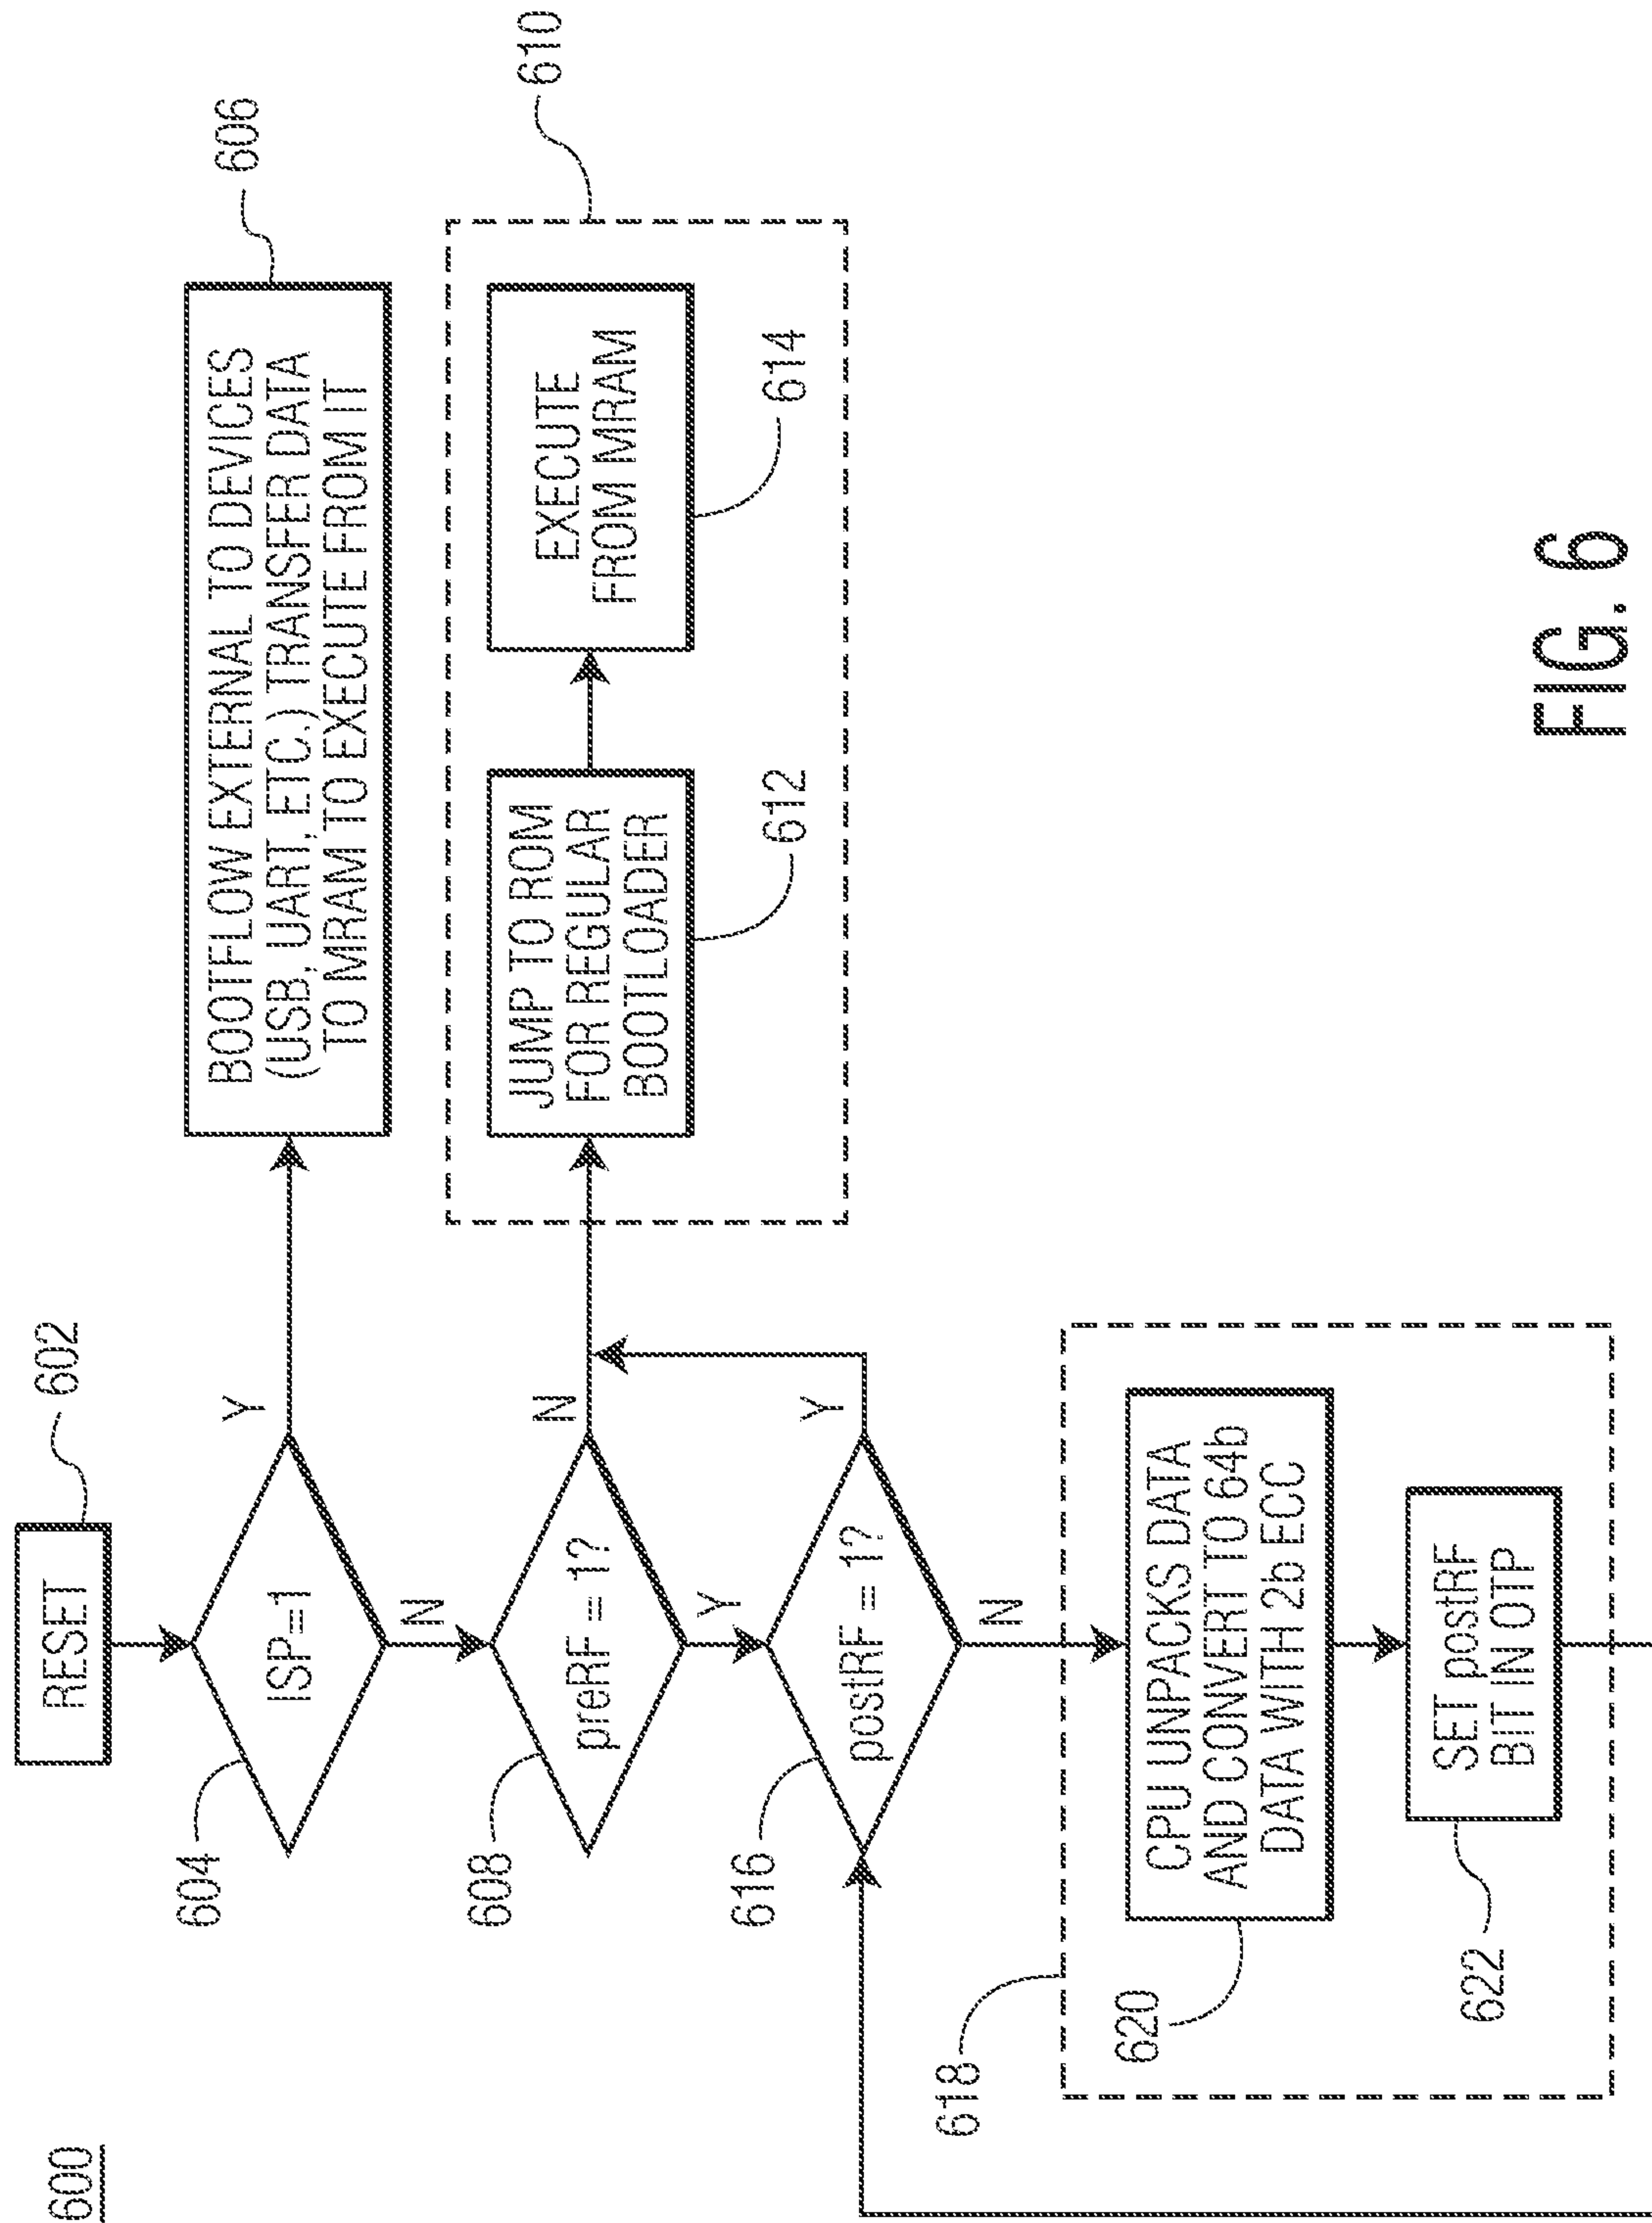 600
RESET
602
604
ISP=1
Y
N
BOOTFLOW EXTERNAL TO DEVICES
(USB, UART, ETC.) TRANSFER DATA
TO MRAM TO EXECUTE FROM IT
606
608
preRF = 1?
N
Y
610
JUMP TO ROM
FOR REGULAR
BOOTLOADER
612
EXECUTE
FROM MRAM
614
616
postRF = 1?
Y
N
618
CPU UNPACKS DATA
AND CONVERT TO 64b
DATA WITH 2b ECC
620
SET postRF
BIT IN OTP
622
FIG. 6